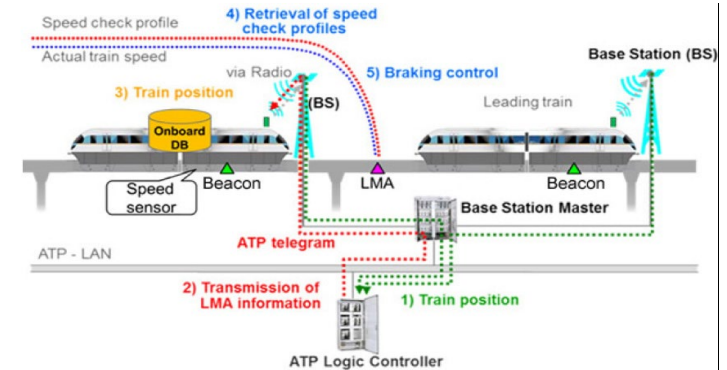 Speed check profile
4) Retrieval of speed
check profiles
Actual train speed
via Radio
5) Braking control
Base Station (BS)
3) Train position
(BS)
Leading train
Onboard
DB
Speed
sensor
Beacon
LMA
Beacon
Base Station Master
ATP telegram
ATP - LAN
2) Transmission of
LMA information
1) Train position
ATP Logic Controller